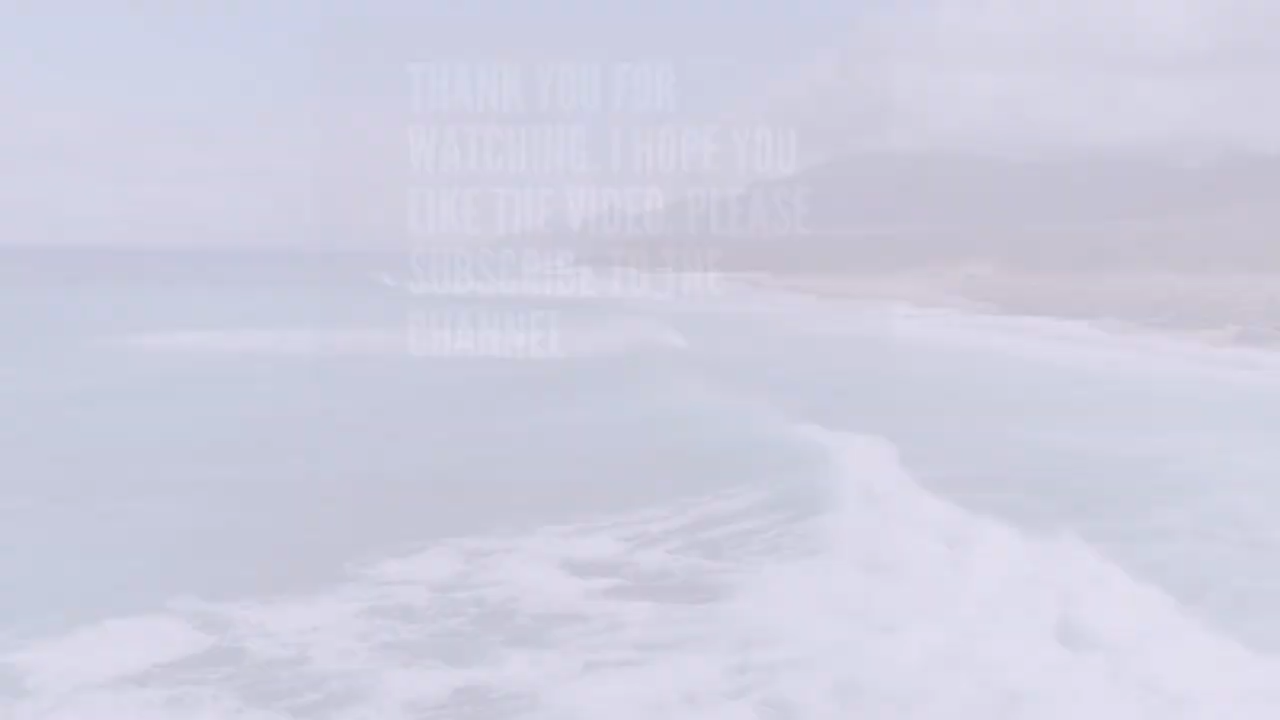 THANK YOU FOR
WATCHING. I HOPE YOU
LIKE THE VIDEO. PLEASE
SUBSCRIBE TO THE
CHANNEL